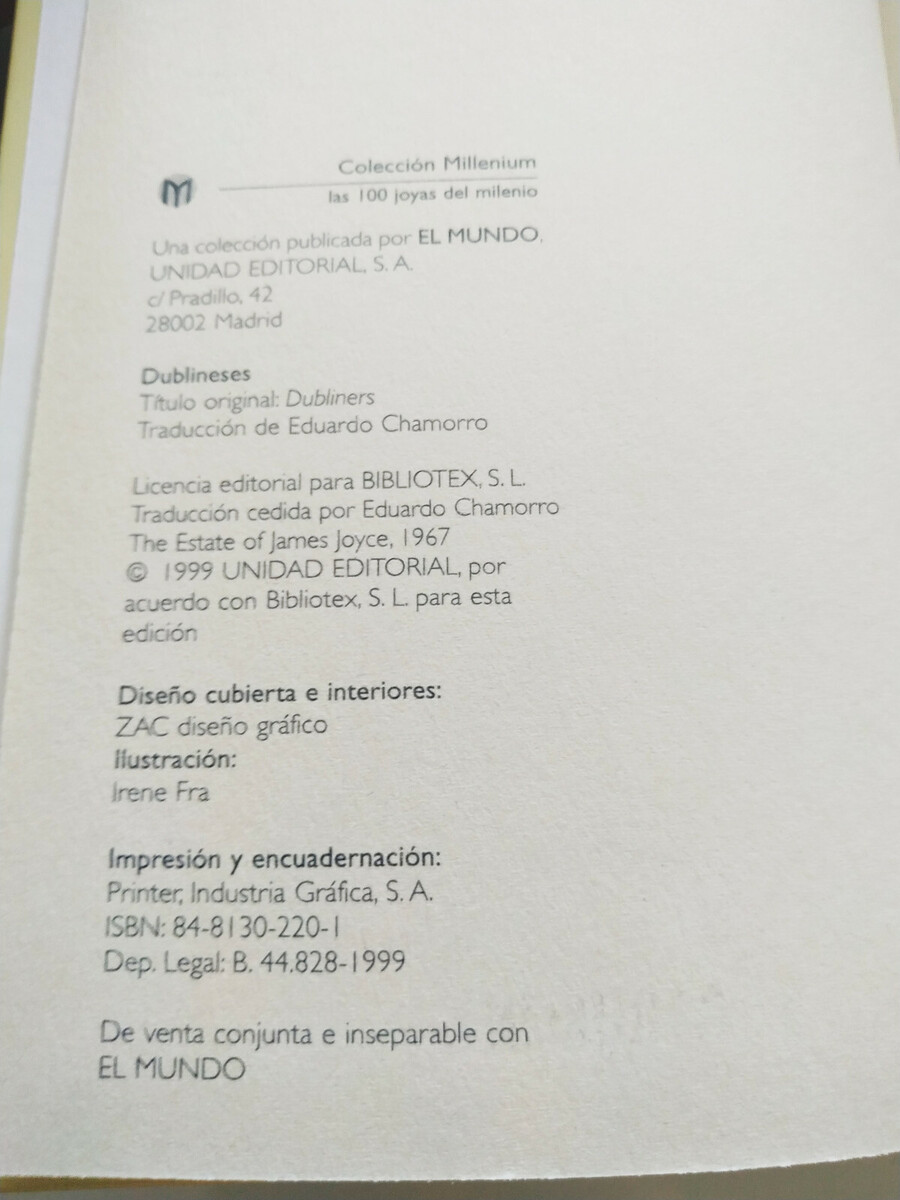 M
Colección Millenium
las 100 joyas del milenio
Una colección publicada por EL MUNDO,
UNIDAD EDITORIAL, S. A.
c/ Pradillo, 42
28002 Madrid
Dublineses
Título original: Dubliners
Traducción de Eduardo Chamorro
Licencia editorial para BIBLIOTEX, S. L.
Traducción cedida por Eduardo Chamorro
The Estate of James Joyce, 1967
© 1999 UNIDAD EDITORIAL, por
acuerdo con Bibliotex, S. L. para esta
edición
Diseño cubierta e interiores:
ZAC diseño gráfico
Ilustración:
Irene Fra
Impresión y encuadernación:
Printer, Industria Gráfica, S. A.
ISBN: 84-8130-220-1
Dep. Legal: B. 44.828-1999
De venta conjunta e inseparable con
EL MUNDO